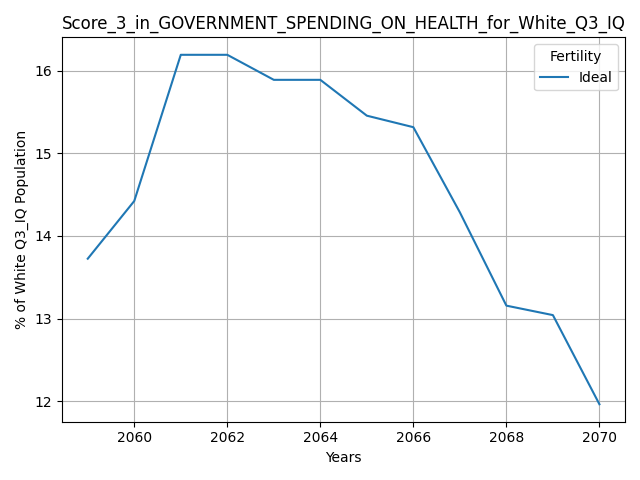 Score_3_in_GOVERNMENT_SPENDING_ON_HEALTH_for_White_Q3_IQ
Fertility
Ideal
% of White Q3_IQ Population
16
15
14
13
12
2060
2062
2064
2066
2068
2070
Years